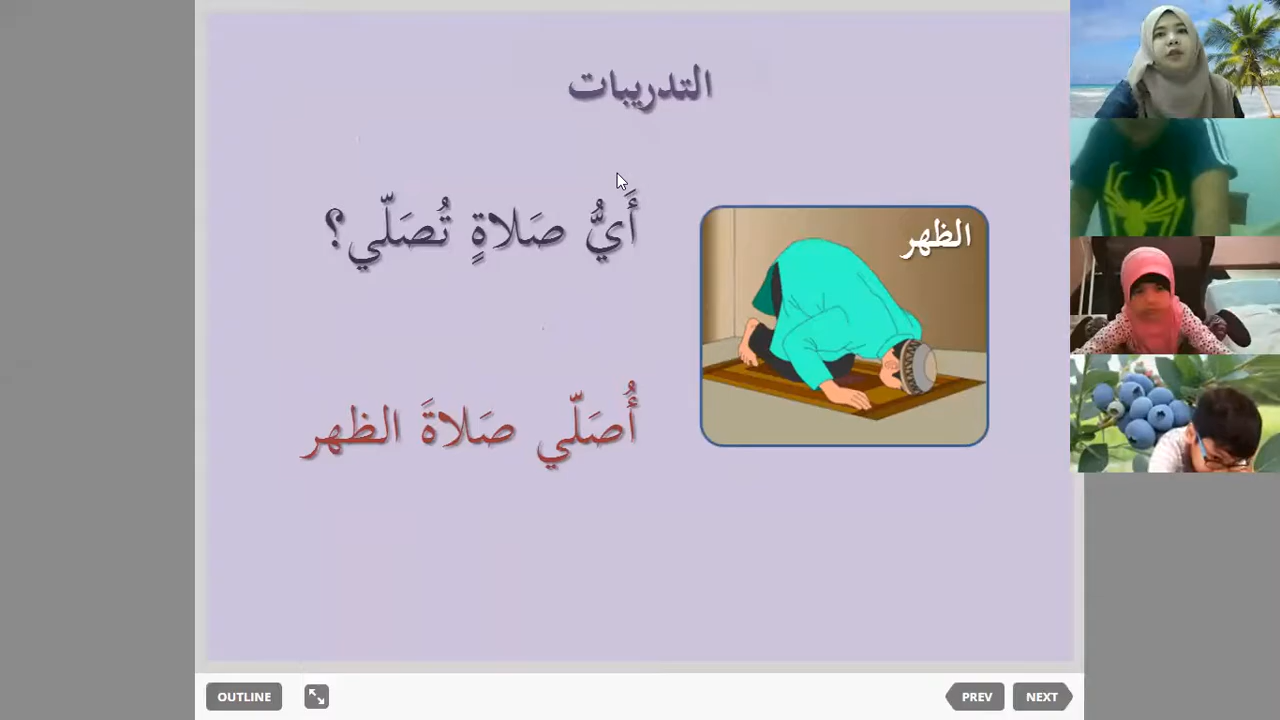 التدريبات
الظهر
أَيُّ صَلاةٍ تُصَلّي؟
أُصَلّي صَلاةَ الظهر
OUTLINE
PREV
NEXT